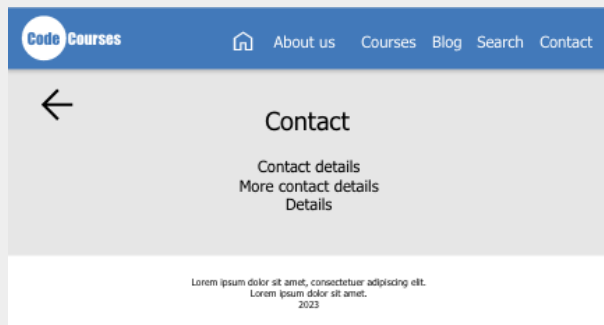 Code Courses About us Courses Blog Search Contact
Contact
Contact details
More contact details
Details
Lorem ipsum dolor sit amet, consectetuer adipiscing elit.
Lorem ipsum dolor sit amet.
2023